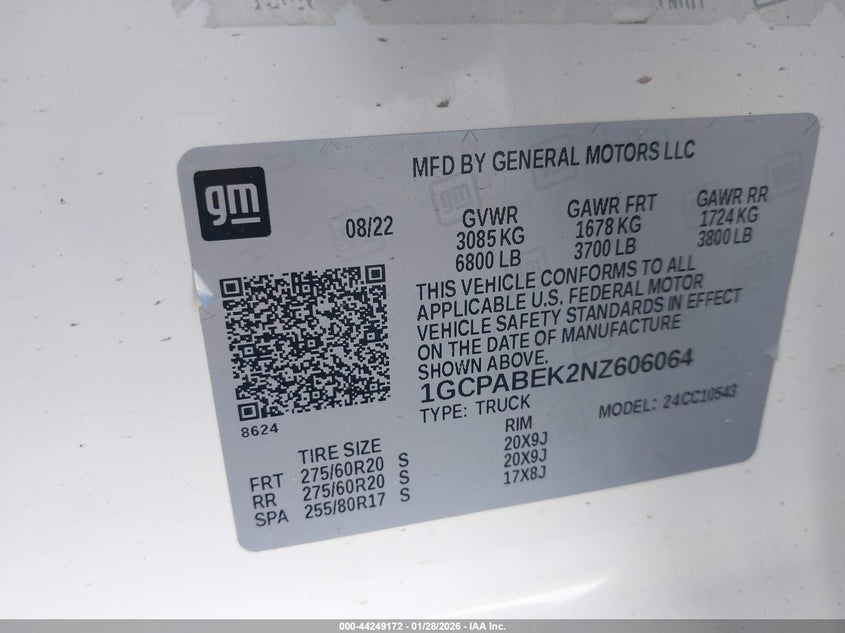 MFD BY GENERAL MOTORS LLC
gm
08/22
GVWR
3085 KG
6800 LB
GAWR FRT
1678 KG
3700 LB
GAWR RR
1724 KG
3800 LB
THIS VEHICLE CONFORMS TO ALL
APPLICABLE U.S. FEDERAL MOTOR
VEHICLE SAFETY STANDARDS IN EFFECT
ON THE DATE OF MANUFACTURE
SHOWN ABOVE.
1GCPABEK2NZ606064
TYPE: TRUCK
MODEL: 24CC10543
8624
TIRE SIZE
RIM
FRT 275/60R20 S 20X9J
RR 275/60R20 S 20X9J
SPA 255/80R17 S 17X8J
000-44249172 | 01/28/2026 - IAA Inc.